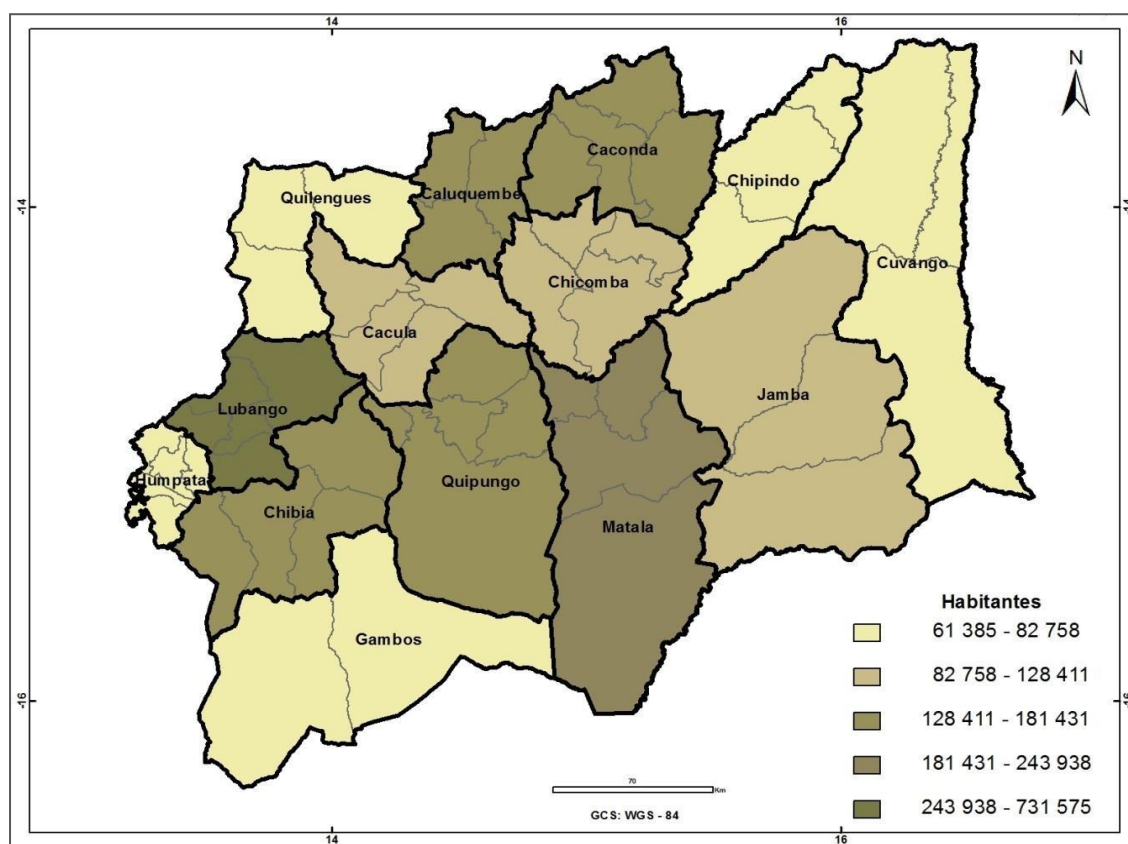 14 16
N
Caconda
Chipindo
Quilengues
Caluquembe
-14 -14
Cuvango
Chicomba
Cacula
Jamba
Lubango
Humpata
Quipungo
Chibia
Matala
Habitantes
61 385 - 82 758
Gambos
82 758 - 128 411
-16 -16
128 411 - 181 431
181 431 - 243 938
70
Km
243 938 - 731 575
GCS: WGS - 84
14 16